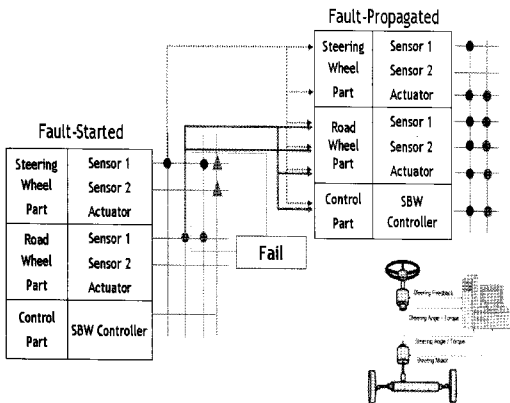 Fault-Propagated
Steering Wheel Part
Sensor 1
Sensor 2
Actuator
Road Wheel Part
Sensor 1
Sensor 2
Actuator
Control Part
SBW Controller
Fault-Started
Steering Wheel Part
Sensor 1
Sensor 2
Actuator
Road Wheel Part
Sensor 1
Sensor 2
Actuator
Control Part
SBW Controller
Fail
Steering Feedback
Steering Angle / Torque
Steering Angle / Torque
Steering Motor